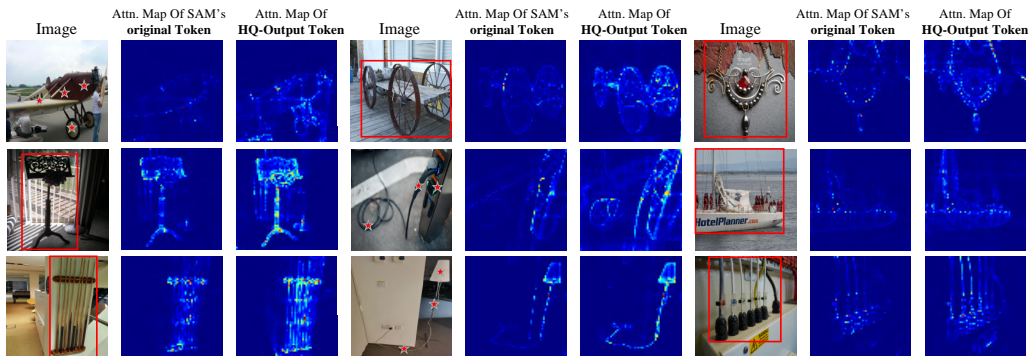 Image
Attn. Map Of SAM's
original Token
Attn. Map Of
HQ-Output Token
Image
Attn. Map Of SAM's
original Token
Attn. Map Of
HQ-Output Token
Image
Attn. Map Of SAM's
original Token
Attn. Map Of
HQ-Output Token
HotelPlanner.com